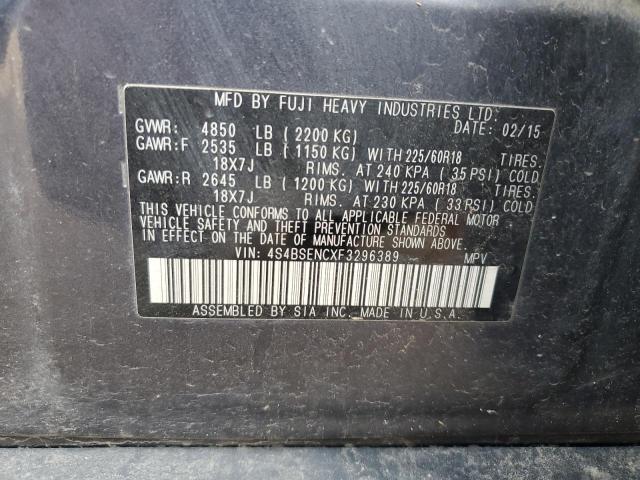 MFD BY FUJI HEAVY INDUSTRIES LTD.
DATE: 02/15
GVWR: 4850 LB (2200 KG)
GAWR:F 2535 LB (1150 KG) WITH 225/60R18 TIRES.
18X7J RIMS. AT 240 KPA (35 PSI) COLD
GAWR:R 2645 LB (1200 KG) WITH 225/60R18 TIRES.
18X7J RIMS. AT 230 KPA (33 PSI) COLD
THIS VEHICLE CONFORMS TO ALL APPLICABLE FEDERAL MOTOR
VEHICLE SAFETY AND THEFT PREVENTION STANDARDS
IN EFFECT ON THE DATE OF MANUFACTURE SHOWN ABOVE.
VIN: 4S4BSENCXF3296389 MPV
ASSEMBLED BY SIA INC. MADE IN U.S.A.